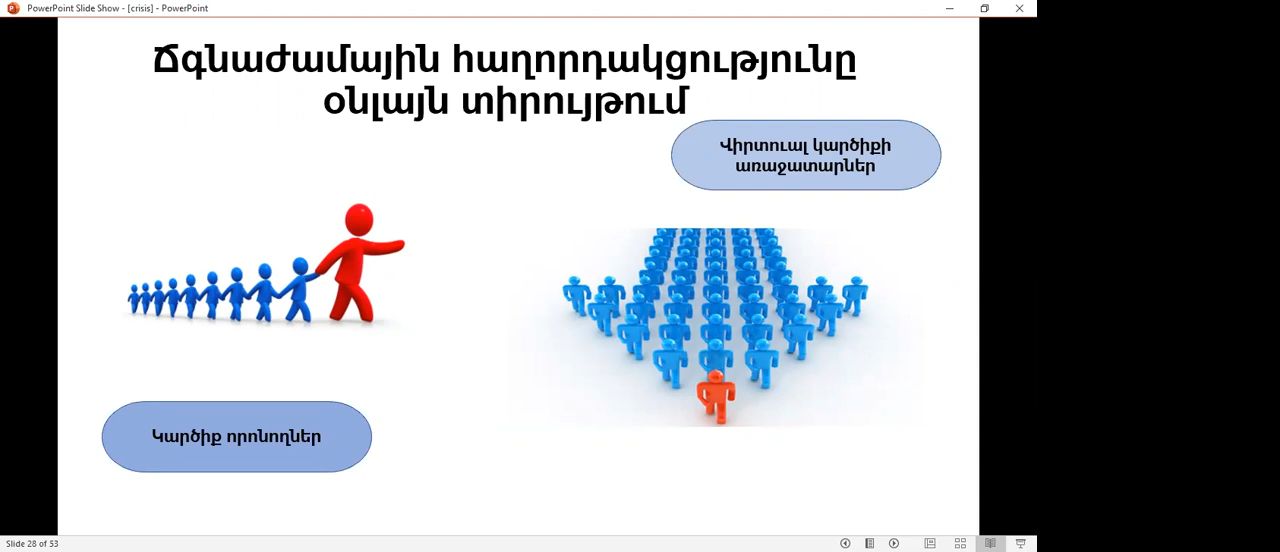 PowerPoint Slide Show - [crisis] - PowerPoint
Ճգնաժամային հաղորդակցությունը
օնլայն տիրույթում
Վիրտուալ կարծիքի
առաջատարներ
Կարծիք որոնողներ
Slide 28 of 53